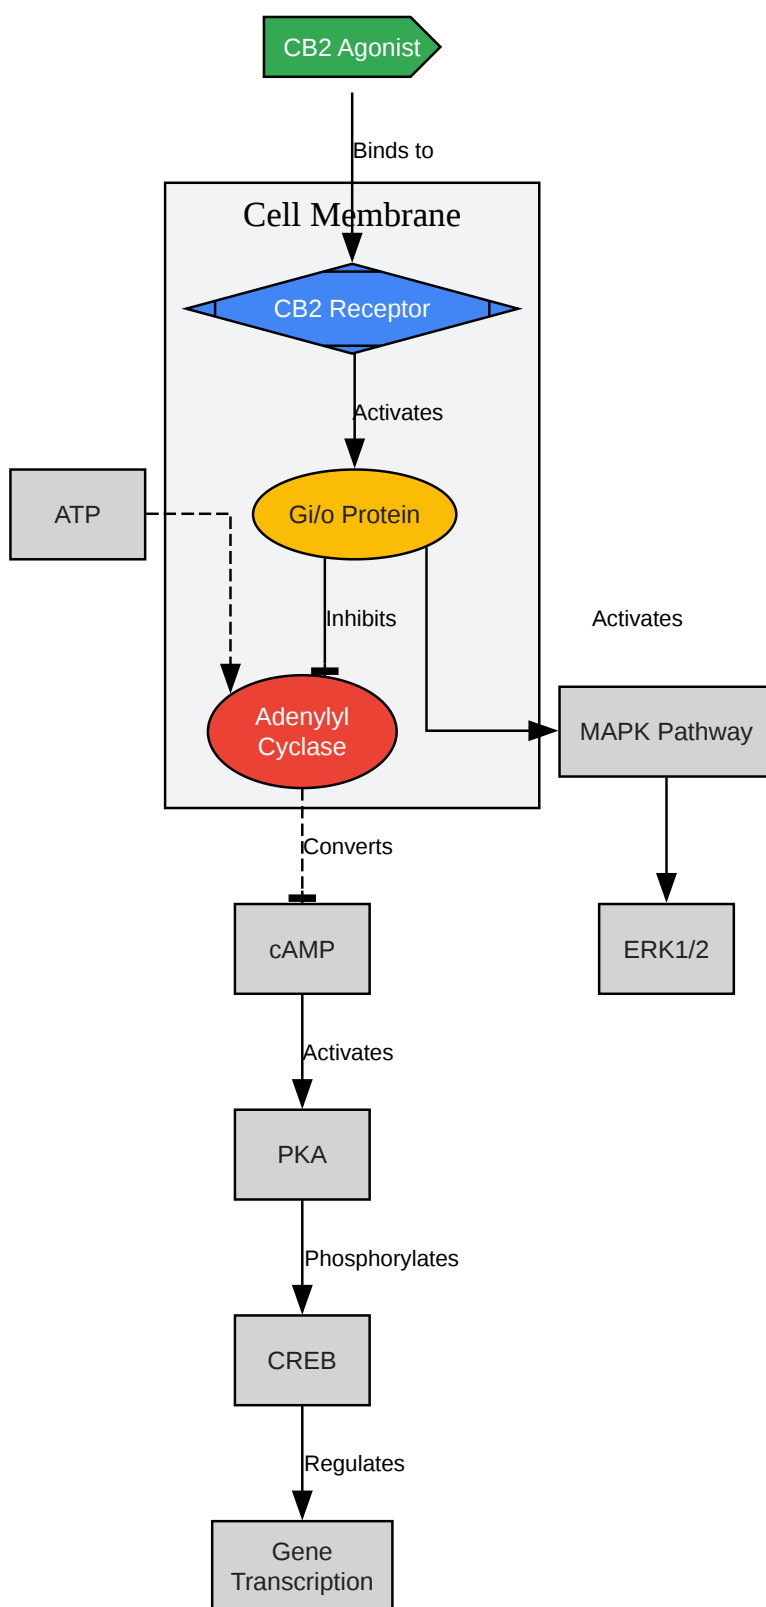 CB2 Agonist
Binds to
Cell Membrane
CB2 Receptor
Activates
ATP
Gi/o Protein
Inhibits
Activates
Adenylyl
Cyclase
MAPK Pathway
Converts
cAMP
ERK1/2
Activates
PKA
Phosphorylates
CREB
Regulates
Gene
Transcription